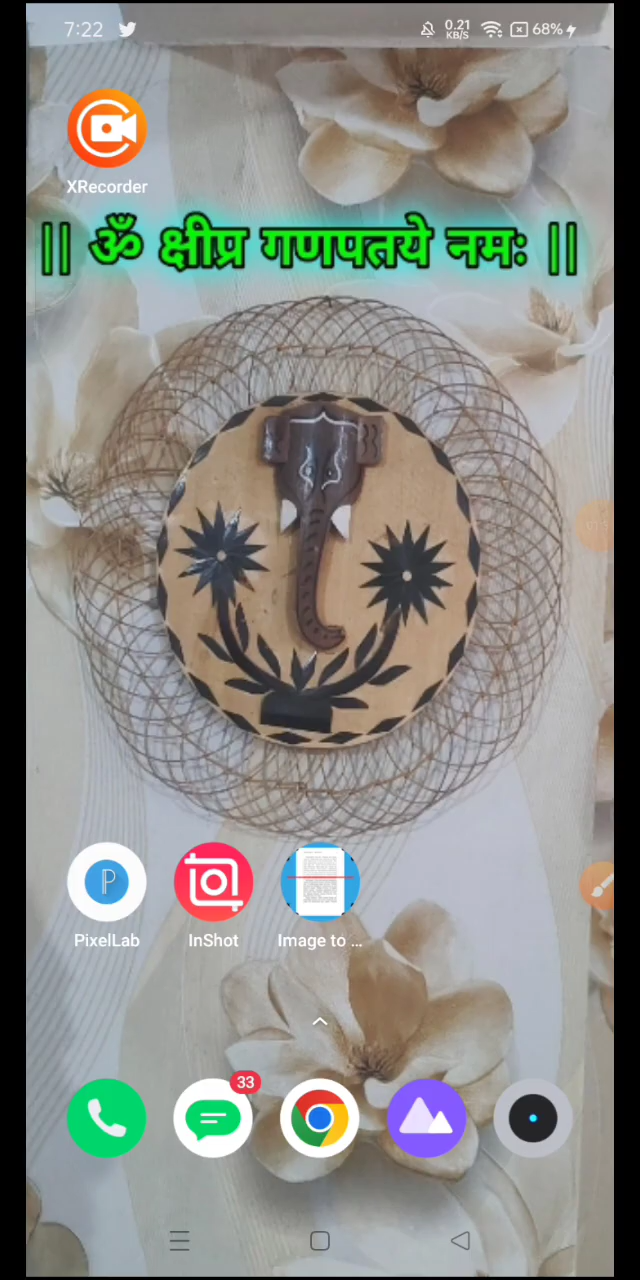 7:22
0.21
KB/S
68%
XRecorder
|| ॐ क्षीप्र गणपतये नमः ||
PixelLab
InShot
Image to ...
33